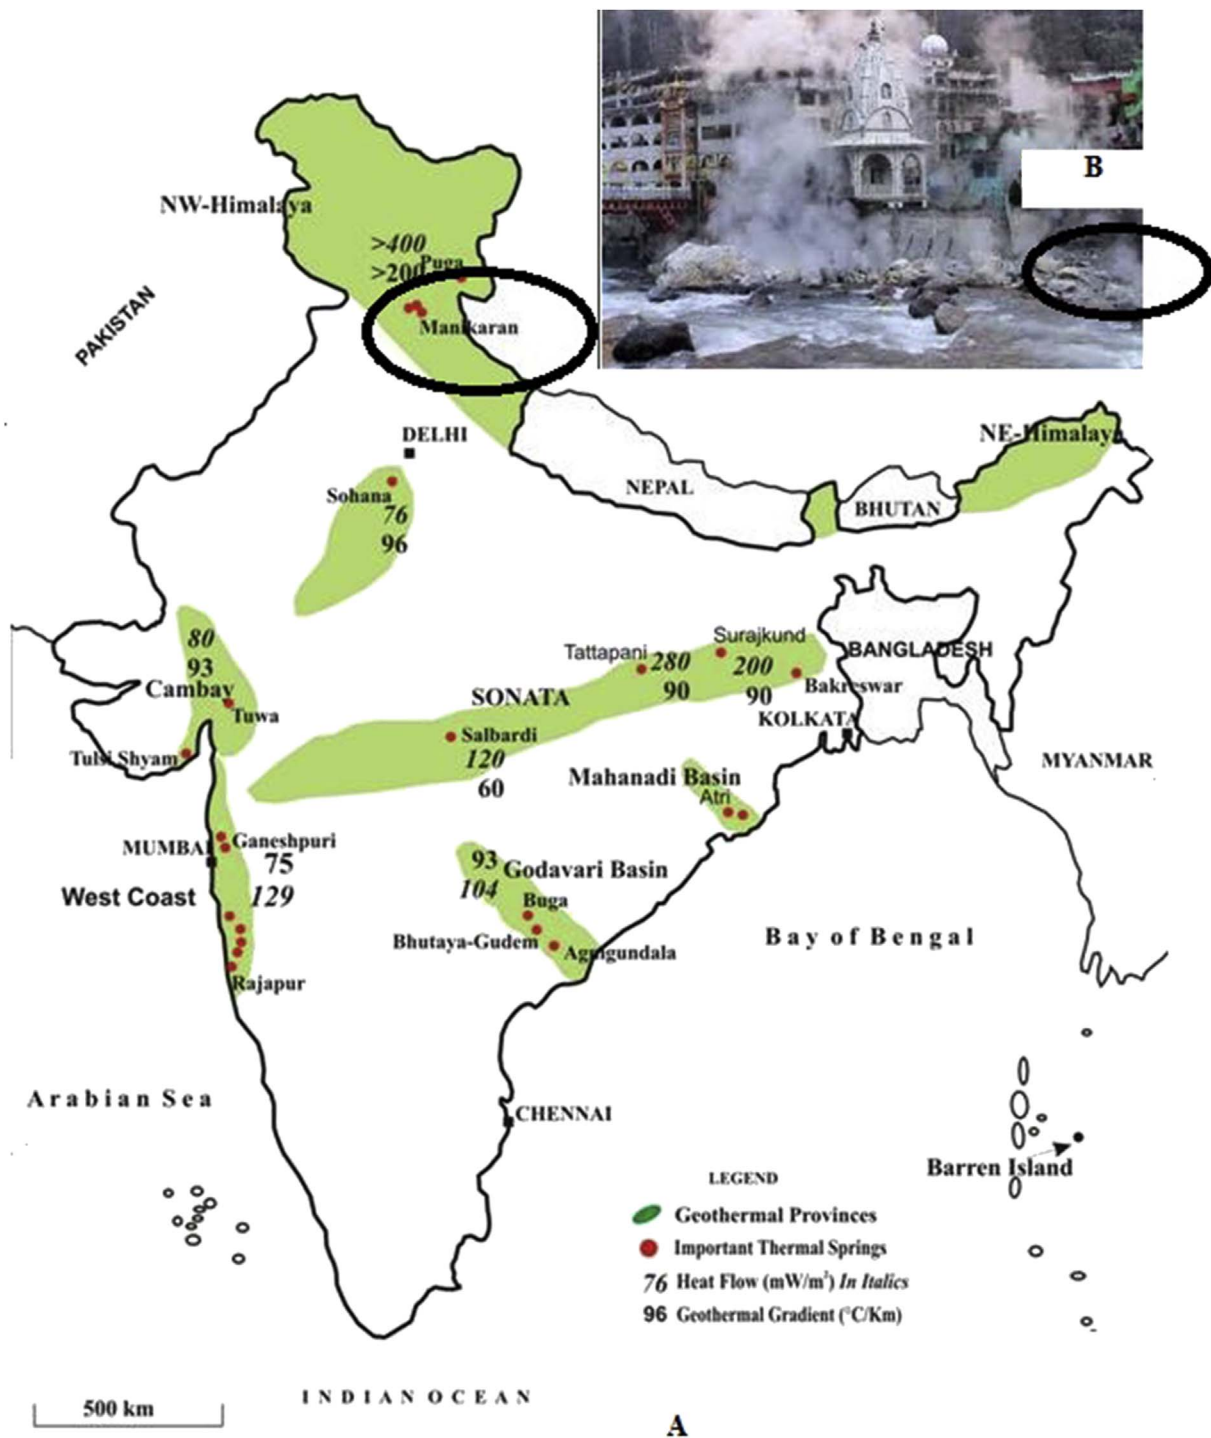 B
NW-Himalaya
>400
Puga
>200
Manikaran
PAKISTAN
DELHI
NE-Himalaya
Sohana
76
96
NEPAL
BHUTAN
80
93
Cambay
Tuwa
Tulsi Shyam
Tattapani
280
90
Surajkund
200
90
Bakreswar
BANGLADESH
SONATA
KOLKATA
Salbardi
120
60
MYANMAR
Mahanadi Basin
Atri
MUMBAI
Ganeshpuri
75
129
West Coast
Rajapur
93
Godavari Basin
104
Buga
Bhutaya-Gudem
Agnigundala
Bay of Bengal
Arabian Sea
CHENNAI
Barren Island
LEGEND
Geothermal Provinces
Important Thermal Springs
76 Heat Flow (mW/m²) In Italics
96 Geothermal Gradient (°C/Km)
INDIAN OCEAN
500 km
A